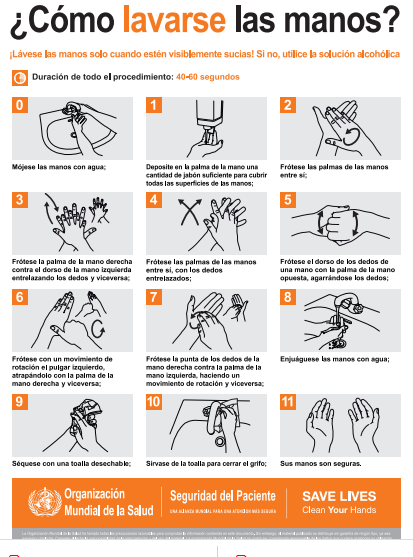 ¿Cómo lavarse las manos?
¡Lávese las manos solo cuando estén visiblemente sucias! Si no, utilice la solución alcohólica
Duración de todo el procedimiento: 40-60 segundos
0
Mójese las manos con agua;
1
Deposite en la palma de la mano una
cantidad de jabón suficiente para cubrir
todas las superficies de las manos;
2
Frótese las palmas de las manos
entre sí;
3
Frótese la palma de la mano derecha
contra el dorso de la mano izquierda
entrelazando los dedos y viceversa;
4
Frótese las palmas de las manos
entre sí, con los dedos
entrelazados;
5
Frótese el dorso de los dedos de
una mano con la palma de la mano
opuesta, agarrándose los dedos;
6
Frótese con un movimiento de
rotación el pulgar izquierdo,
atrapándolo con la palma de la
mano derecha y viceversa;
7
Frótese la punta de los dedos de la
mano derecha contra la palma de la
mano izquierda, haciendo un
movimiento de rotación y viceversa;
8
Enjuáguese las manos con agua;
9
Séquese con una toalla desechable;
10
Sírvase de la toalla para cerrar el grifo;
11
Sus manos son seguras.
Organización
Mundial de la Salud
Seguridad del Paciente
UNA ALIANZA MUNDIAL PARA UNA ATENCIÓN MÁS SEGURA
SAVE LIVES
Clean Your Hands